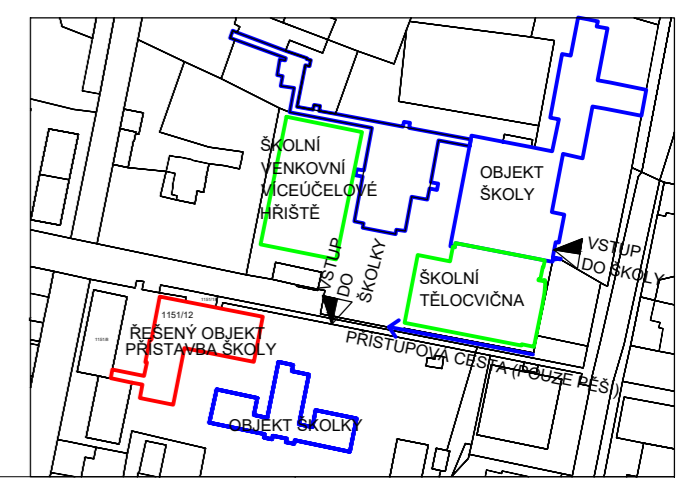 ŠKOLNÍ
VENKOVNÍ
VÍCEÚČELOVÉ
HŘIŠTĚ
OBJEKT
ŠKOLY
VSTUP
DO ŠKOLY
VSTUP
DO
ŠKOLKY
ŠKOLNÍ
TĚLOCVIČNA
1151/12
ŘEŠENÝ OBJEKT
PŘÍSTAVBA ŠKOLY
PŘÍSTUPOVÁ CESTA (POUZE PĚŠÍ)
OBJEKT ŠKOLKY